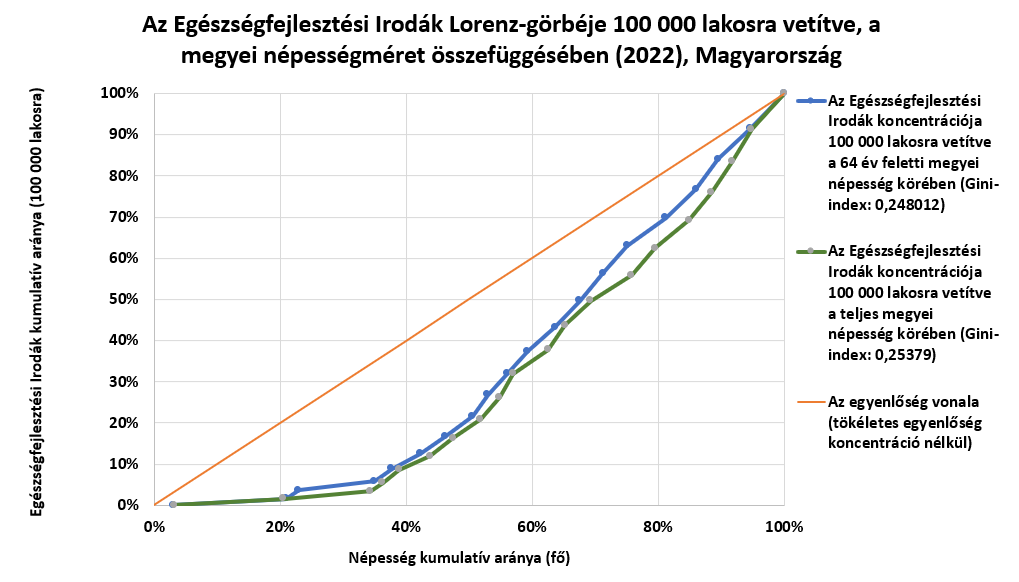 Az Egészségfejlesztési Irodák Lorenz-görbéje 100 000 lakosra vetítve, a
megyei népességméret összefüggésében (2022), Magyarország
Egészségfejlesztési Irodák kumulatív aránya (100 000 lakosra)
100%
90%
80%
70%
60%
50%
40%
30%
20%
10%
0%
0%
20%
40%
60%
80%
100%
Népesség kumulatív aránya (fő)
Az Egészségfejlesztési
Irodák koncentrációja
100 000 lakosra vetítve
a 64 év feletti megyei
népesség körében (Gini-
index: 0,248012)
Az Egészségfejlesztési
Irodák koncentrációja
100 000 lakosra vetítve
a teljes megyei
népesség körében (Gini-
index: 0,25379)
Az egyenlőség vonala
(tökéletes egyenlőség
koncentráció nélkül)